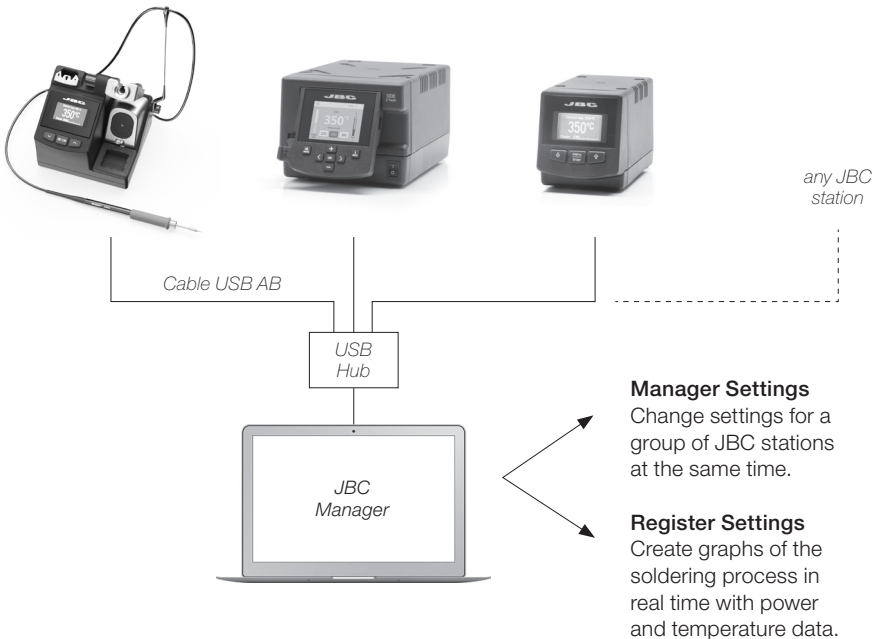 JBC
350°C
JBC
350°
JBC
350°C
any JBC
station
Cable USB AB
USB
Hub
JBC
Manager
Manager Settings
Change settings for a
group of JBC stations
at the same time.
Register Settings
Create graphs of the
soldering process in
real time with power
and temperature data.